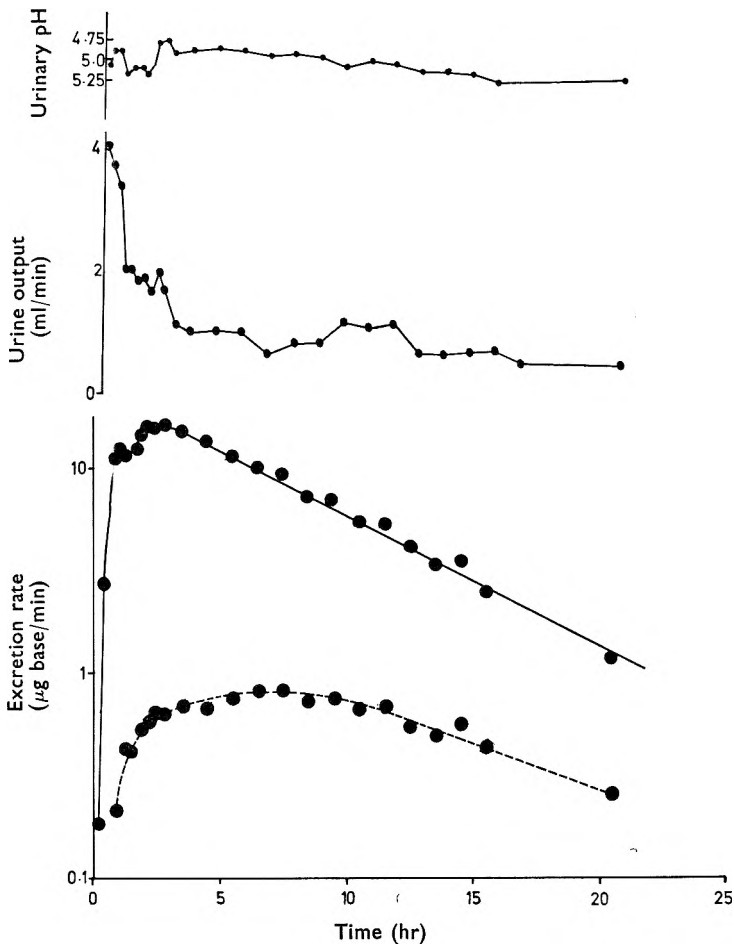 Urinary pH
4·75
5.0
5·25
Urine output
(ml/min)
4
2
0
Excretion rate
(μg base/min)
10
1
0·1
0
5
10
15
20
25
Time (hr)